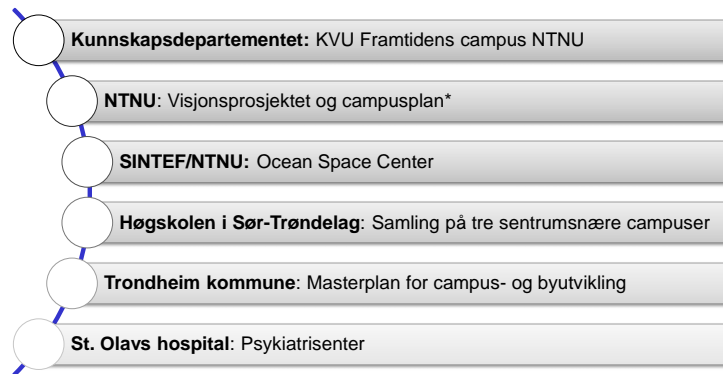 Kunnskapsdepartementet: KVU Framtidens campus NTNU
NTNU: Visjonsprosjektet og campusplan*
SINTEF/NTNU: Ocean Space Center
Høgskolen i Sør-Trøndelag: Samling på tre sentrumsnære campuser
Trondheim kommune: Masterplan for campus- og byutvikling
St. Olavs hospital: Psykiatrisenter